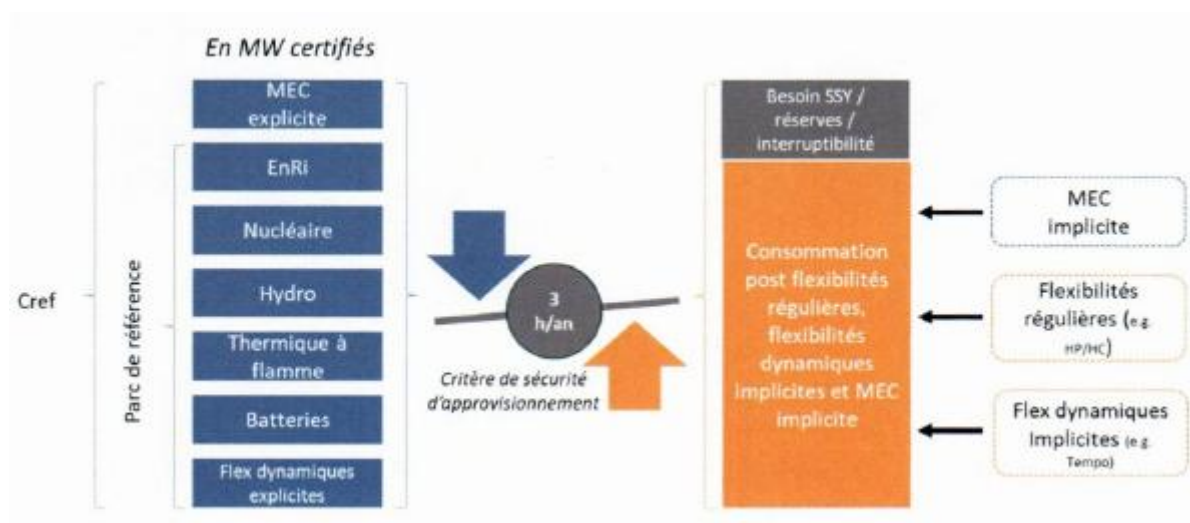 En MW certifiés
MEC
explicite
EnRi
Nucléaire
Hydro
Thermique à
flamme
Batteries
Flex dynamiques
explicites
Cref
Parc de référence
3
h/an
Critère de sécurité
d'approvisionnement
Besoin SSY /
réserves /
interruptibilité
Consommation
post flexibilités
régulières,
flexibilités
dynamiques
implicites et MEC
implicite
MEC
implicite
Flexibilités
régulières (e.g.
HP/HC)
Flex dynamiques
Implicites (e.g.
Tempo)